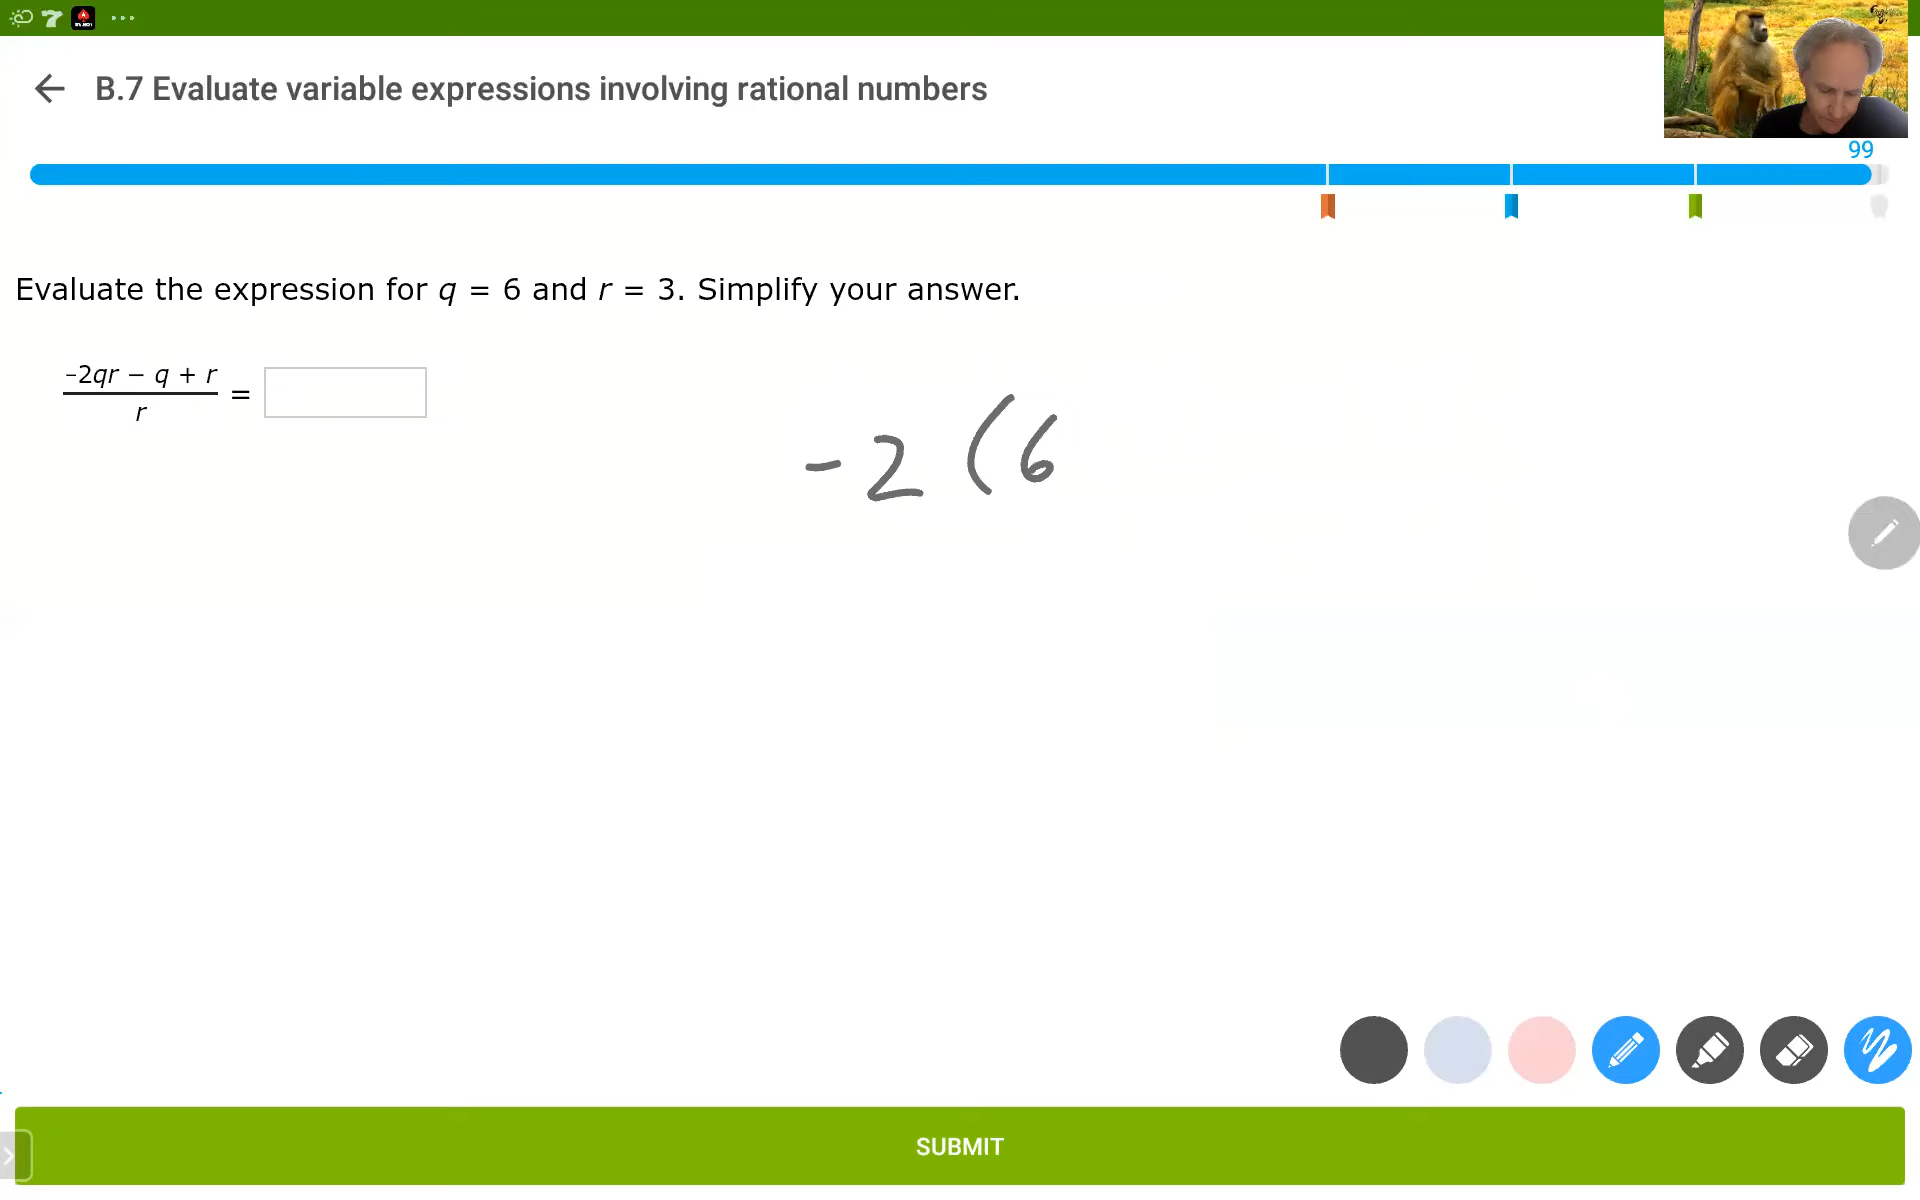 B.7 Evaluate variable expressions involving rational numbers
99
Evaluate the expression for q = 6 and r = 3. Simplify your answer.
-2qr − q + r
r
=
-2 (6
SUBMIT